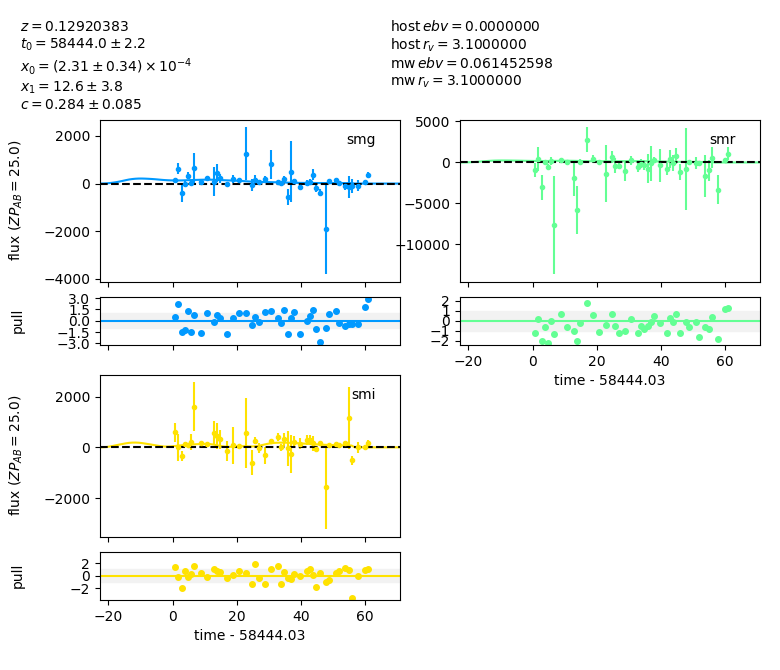 z = 0.12920383
t₀ = 58444.0 ± 2.2
x₀ = (2.31 ± 0.34) × 10⁻⁴
x₁ = 12.6 ± 3.8
c = 0.284 ± 0.085
host ebv = 0.0000000
host r_v = 3.1000000
mw ebv = 0.061452598
mw r_v = 3.1000000
smg
2000
0
−2000
−4000
flux (ZP_AB = 25.0)
smr
5000
0
−5000
−10000
3.0
1.5
0.0
−1.5
−3.0
pull
2
1
0
−1
−2
−20
0
20
40
60
time - 58444.03
smi
2000
0
−2000
flux (ZP_AB = 25.0)
2
0
−2
pull
−20
0
20
40
60
time - 58444.03